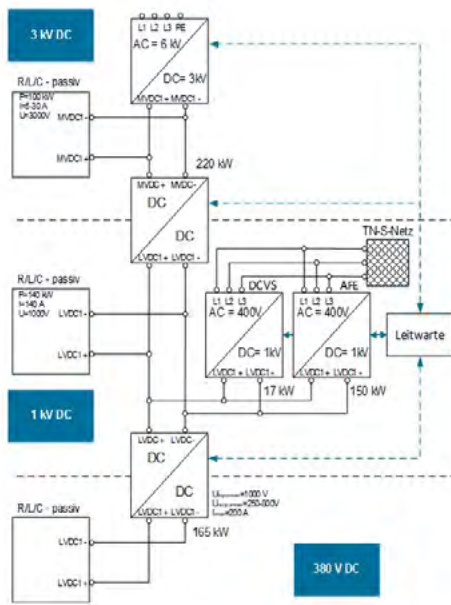 3 kV DC
L1 L2 L3 PE
AC = 6 kV
DC= 3kV
MVDC1+ MVDC1-
R/L/C - passiv
P=100 kW
I=5-30 A
U=3000V
MVDC1-
MVDC1+
220 kW
MVDC+ MVDC-
DC
DC
LVDC1+ LVDC1-
TN-S-Netz
R/L/C - passiv
P=140 kW
I=140 A
U=1000V
LVDC1-
LVDC1+
DCVS
AFE
L1 L2 L3
L1 L2 L3
AC = 400V
AC = 400V
DC= 1kV
DC= 1kV
LVDC1+ LVDC1-
LVDC1+ LVDC1-
Leitwarte
17 kW
150 kW
1 kV DC
LVDC+ LVDC-
DC
DC
LVDC1+ LVDC1-
=1000 V
=250-800V
=200 A
165 kW
R/L/C - passiv
LVDC1-
LVDC1+
380 V DC